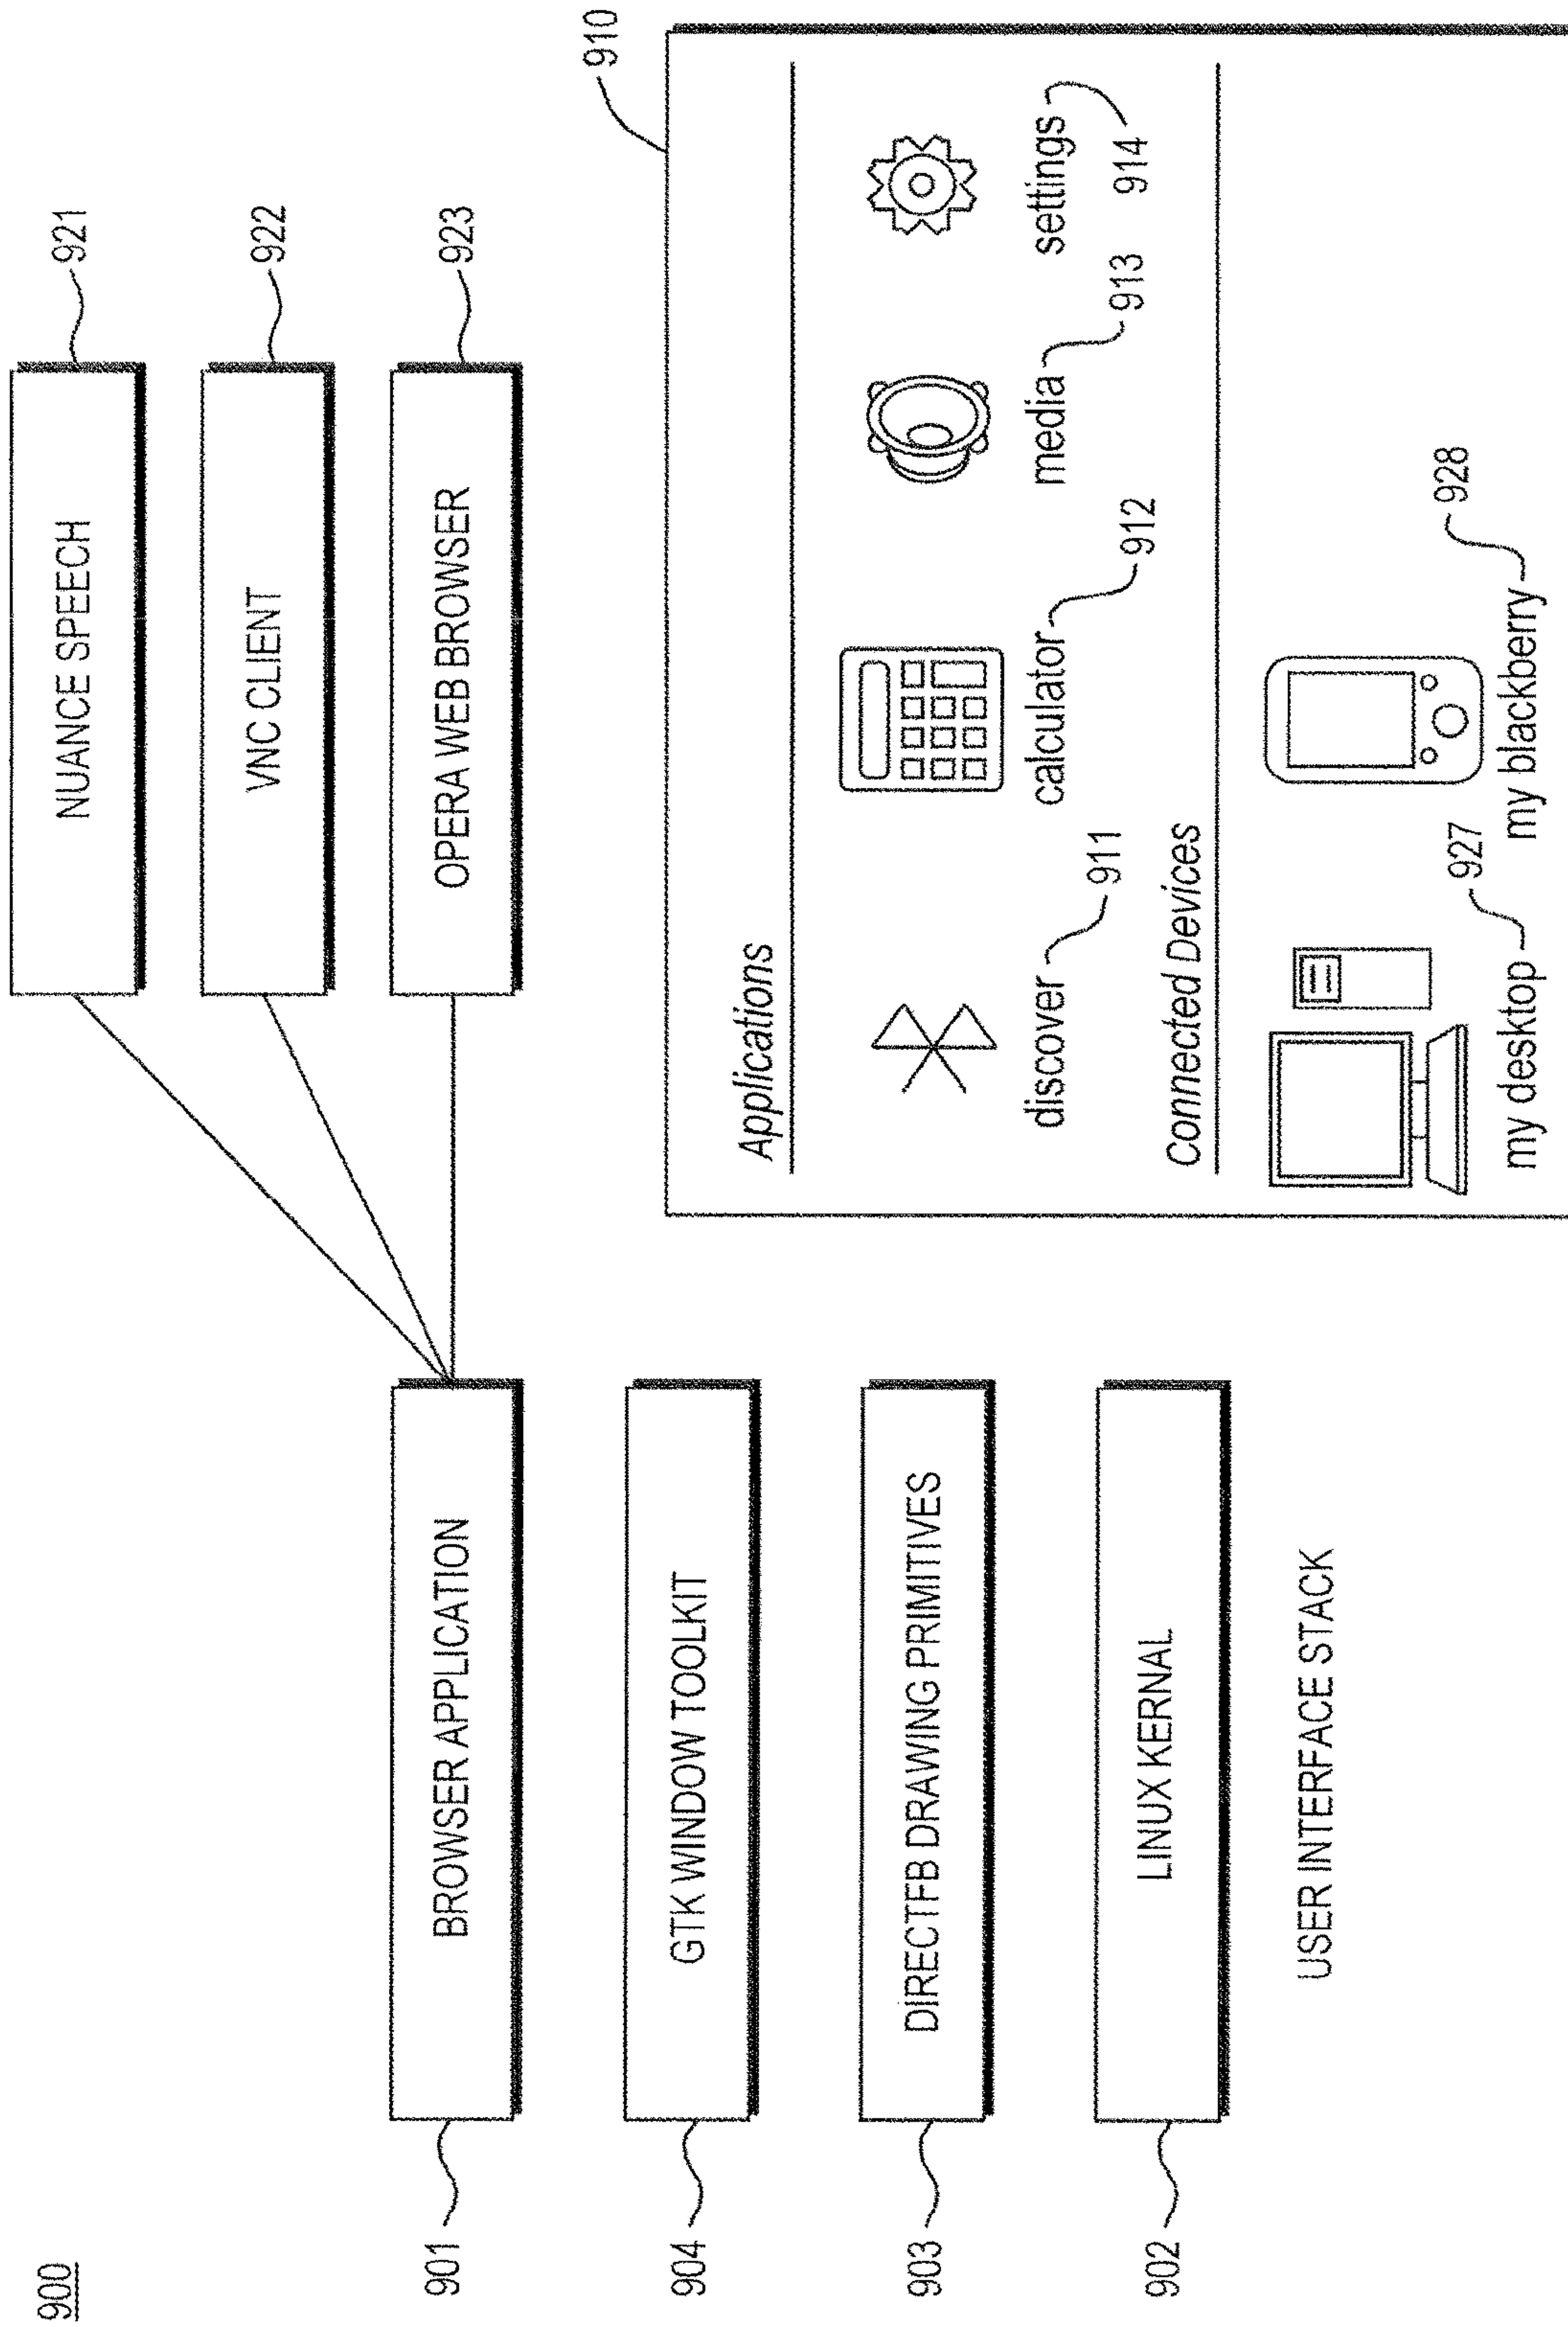 900
NUANCE SPEECH
921
VNC CLIENT
922
901
BROWSER APPLICATION
OPERA WEB BROWSER
923
904
GTK WINDOW TOOLKIT
903
DIRECTFB DRAWING PRIMITIVES
902
LINUX KERNAL
USER INTERFACE STACK
910
Applications
discover
911
calculator
912
media
913
settings
914
Connected Devices
my desktop
927
my blackberry
928